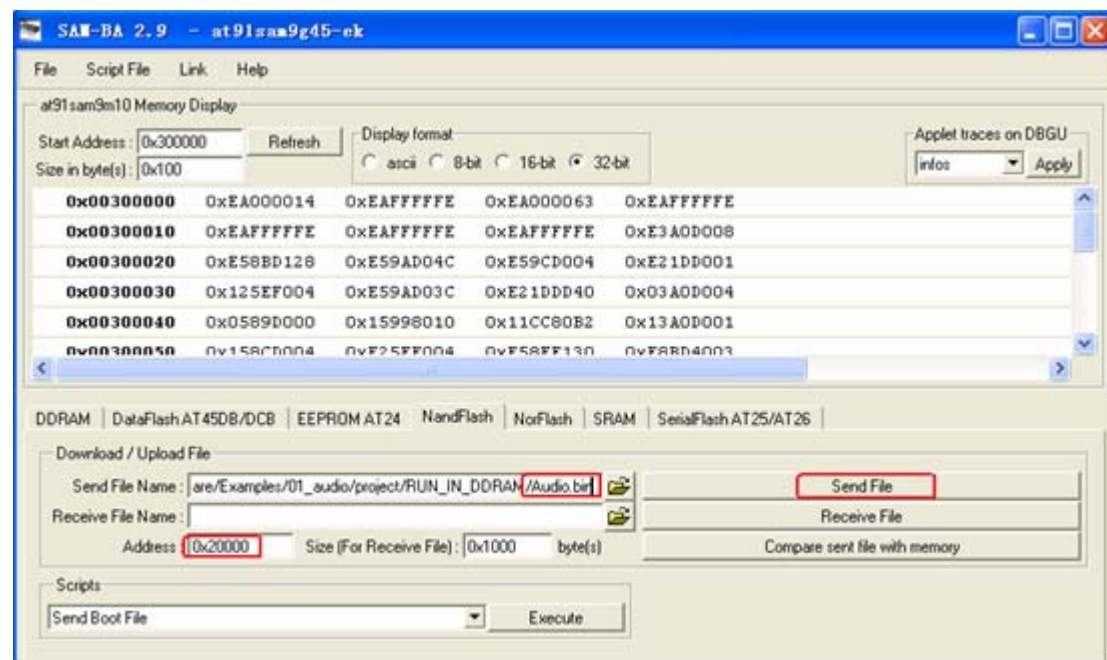 SAM-BA 2.9 - at91sam9g45-ek
File Script File Link Help
at91sam9m10 Memory Display
Start Address : 0x300000 Refresh
Size in byte(s) : 0x100
Display format
ascii 8-bit 16-bit 32-bit
Applet traces on DBGU
infos Apply
0x00300000 0xEA000014 0xEAFFFFFE 0xEA000063 0xEAFFFFFE
0x00300010 0xEAFFFFFE 0xEAFFFFFE 0xEAFFFFFE 0xE3A0D008
0x00300020 0xE58BD128 0xE59AD04C 0xE59CD004 0xE21DD001
0x00300030 0x125EF004 0xE59AD03C 0xE21DDD40 0x03A0D004
0x00300040 0x0589D000 0x15998010 0x11CC80B2 0x13A0D001
0x00300050 0x158CD004 0xE25EF004 0xE58EE130 0xE8BD4003
DDRAM DataFlash AT45DB/DCB EEPROM AT24 NandFlash NorFlash SRAM SerialFlash AT25/AT26
Download / Upload File
Send File Name : are/Examples/01_audio/project/RUN_IN_DDRAM/Audio.bin Send File
Receive File Name : Receive File
Address : 0x20000 Size (For Receive File) : 0x1000 byte(s) Compare sent file with memory
Scripts
Send Boot File Execute